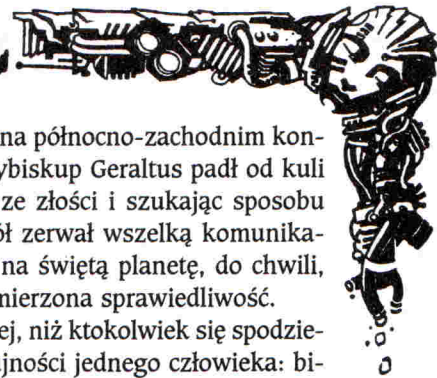 na północno-zachodnim kon-
ybiskup Geraltus padł od kuli
ze złości i szukając sposobu
ół zerwał wszelką komunika-
na świętą planetę, do chwili,
mierzona sprawiedliwość.
ej, niż ktokolwiek się spodzie-
ujności jednego człowieka: bi-